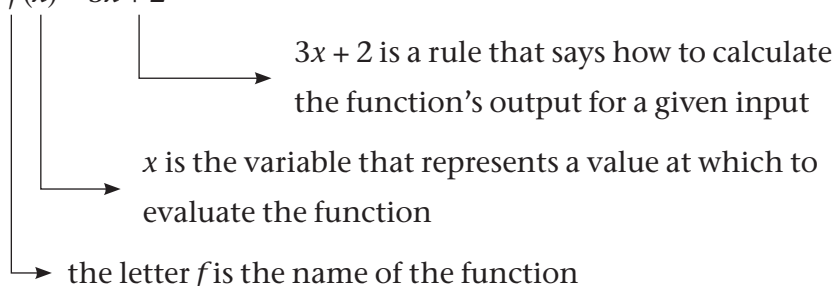 3x + 2 is a rule that says how to calculate
the function's output for a given input
x is the variable that represents a value at which to
evaluate the function
the letter f is the name of the function